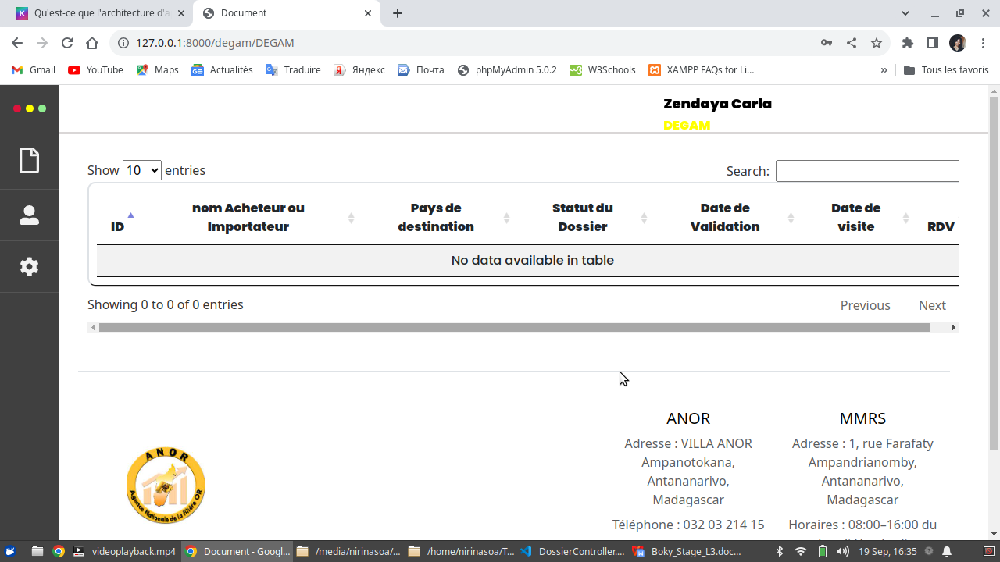 Qu'est-ce que l'architecture d'a
Document
127.0.0.1:8000/degam/DEGAM
Gmail
YouTube
Maps
Actualités
Traduire
Яндекс
Почта
phpMyAdmin 5.0.2
W3Schools
XAMPP FAQs for Li...
»
Tous les favoris
Zendaya Carla
DEGAM
Show 10 entries
Search:
ID
nom Acheteur ou
Importateur
Pays de
destination
Statut du
Dossier
Date de
Validation
Date de
visite
RDV
No data available in table
Showing 0 to 0 of 0 entries
Previous
Next
ANOR
Agence Nationale de la filière OR
ANOR
Adresse : VILLA ANOR
Ampanotokana,
Antananarivo,
Madagascar
Téléphone : 032 03 214 15
MMRS
Adresse : 1, rue Farafaty
Ampandrianomby,
Antananarivo,
Madagascar
Horaires : 08:00–16:00 du
videoplayback.mp4
Document - Googl...
/media/nirinasoa/...
/home/nirinasoa/T...
DossierController....
Boky_Stage_L3.doc...
19 Sep, 16:35